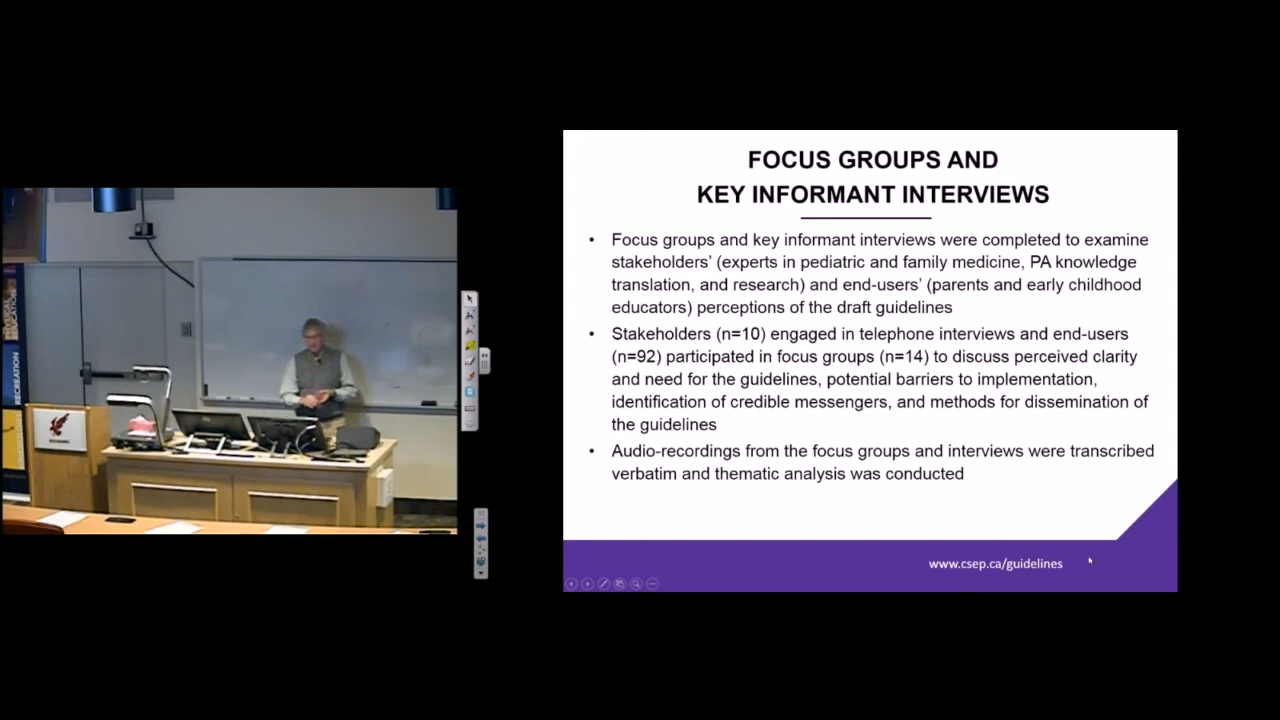 PHYSICAL
EDUCATION
RECREATION
FOCUS GROUPS AND
KEY INFORMANT INTERVIEWS
• Focus groups and key informant interviews were completed to examine
stakeholders' (experts in pediatric and family medicine, PA knowledge
translation, and research) and end-users' (parents and early childhood
educators) perceptions of the draft guidelines
• Stakeholders (n=10) engaged in telephone interviews and end-users
(n=92) participated in focus groups (n=14) to discuss perceived clarity
and need for the guidelines, potential barriers to implementation,
identification of credible messengers, and methods for dissemination of
the guidelines
• Audio-recordings from the focus groups and interviews were transcribed
verbatim and thematic analysis was conducted
www.csep.ca/guidelines